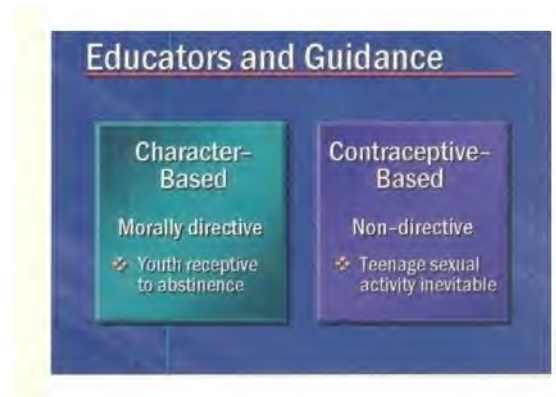 Educators and Guidance
Character-
Based
Morally directive
❖ Youth receptive
to abstinence
Contraceptive-
Based
Non-directive
❖ Teenage sexual
activity inevitable